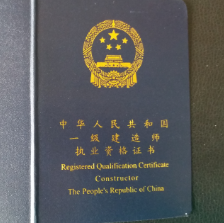 中华人民共和国
一级建造师
执业资格证书
Registered Qualification Certificate
Constructor
The People's Republic of China